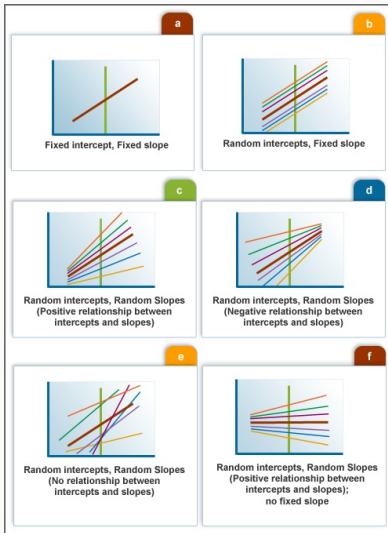 a
Fixed intercept, Fixed slope
b
Random intercepts, Fixed slope
c
Random intercepts, Random Slopes
(Positive relationship between
intercepts and slopes)
d
Random intercepts, Random Slopes
(Negative relationship between
intercepts and slopes)
e
Random intercepts, Random Slopes
(No relationship between
intercepts and slopes)
f
Random intercepts, Random Slopes
(Positive relationship between
intercepts and slopes);
no fixed slope